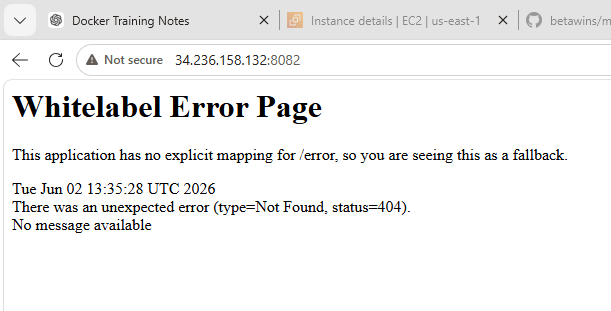 Docker Training Notes
Instance details | EC2 | us-east-1
betawins/m
Not secure 34.236.158.132:8082
Whitelabel Error Page
This application has no explicit mapping for /error, so you are seeing this as a fallback.
Tue Jun 02 13:35:28 UTC 2026
There was an unexpected error (type=Not Found, status=404).
No message available